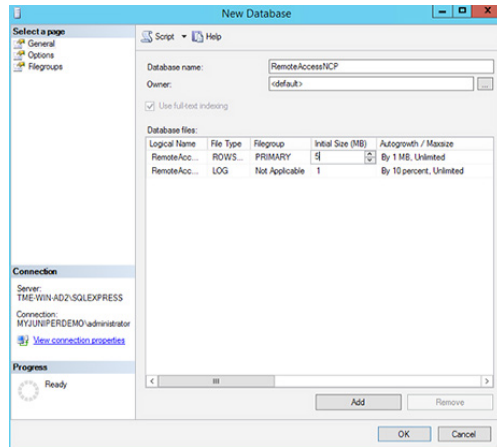 New Database
Select a page
General
Options
Filegroups
Script Help
Database name: RemoteAccessNCP
Owner: <default> ...
Use full-text indexing
Database files:
Logical Name File Type Filegroup Initial Size (MB) Autogrowth / Maxsize
RemoteAcc... ROWS... PRIMARY 5 By 1 MB, Unlimited
RemoteAcc... LOG Not Applicable 1 By 10 percent, Unlimited
Connection
Server:
TME-WIN-AD2\SQLEXPRESS
Connection:
MYJUNIPERDEMO\administrator
View connection properties
Progress
Ready
Add Remove
OK Cancel